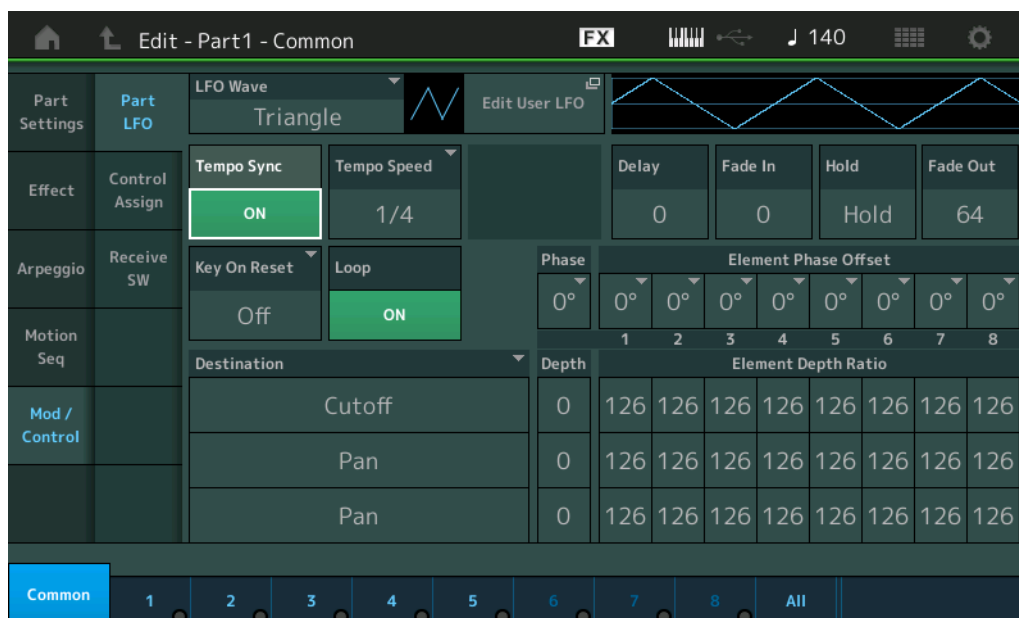 Edit - Part1 - Common FX ♩ 140
Part Settings
Part LFO
LFO Wave
Triangle
Edit User LFO
Effect
Control Assign
Tempo Sync
ON
Tempo Speed
1/4
Delay
0
Fade In
0
Hold
Hold
Fade Out
64
Arpeggio
Receive SW
Key On Reset
Off
Loop
ON
Phase
0°
Element Phase Offset
0° 0° 0° 0° 0° 0° 0° 0°
1 2 3 4 5 6 7 8
Motion Seq
Destination Depth Element Depth Ratio
Mod / Control
Cutoff 0 126 126 126 126 126 126 126 126
Pan 0 126 126 126 126 126 126 126 126
Pan 0 126 126 126 126 126 126 126 126
Common 1 2 3 4 5 6 7 8 All